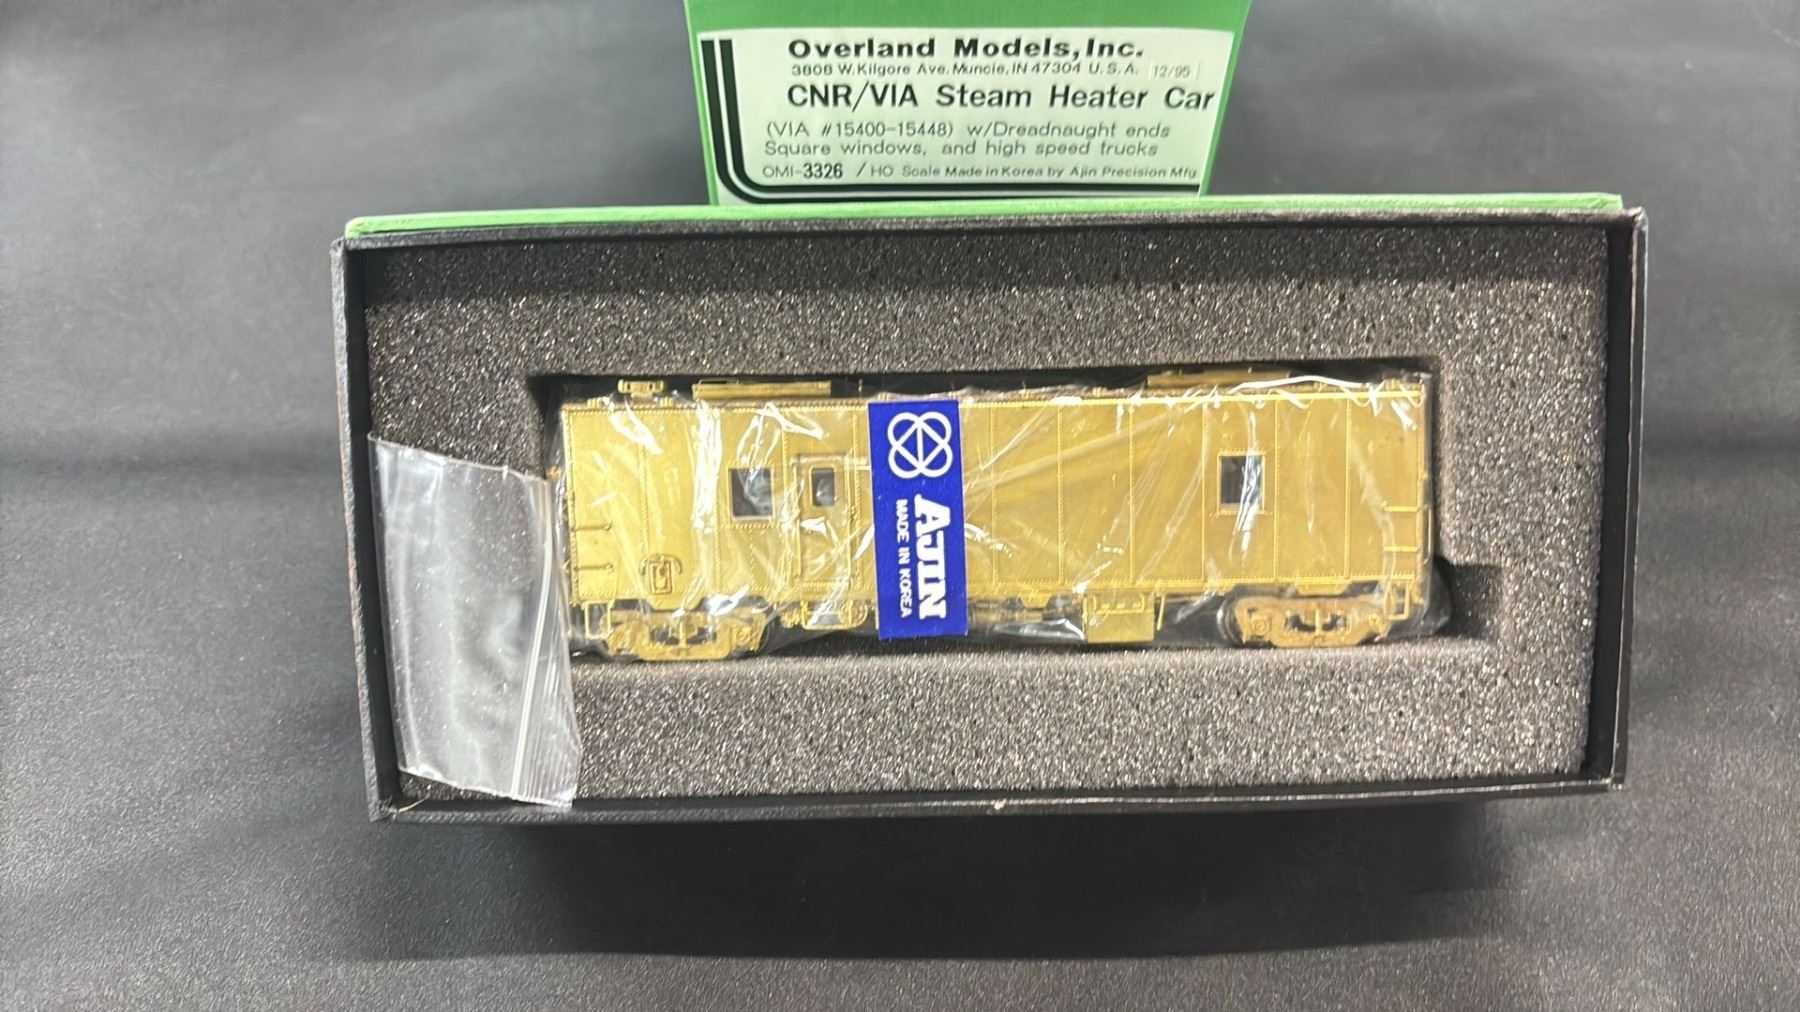 Overland Models, Inc.
3808 W. Kilgore Ave. Muncie, IN 47304 U.S.A. 12/95
CNR/VIA Steam Heater Car
(VIA #15400-15448) w/Dreadnaught ends
Square windows, and high speed trucks
OMI-3326 / HO Scale Made in Korea by Ajin Precision Mfg.
AJIN
MADE IN KOREA